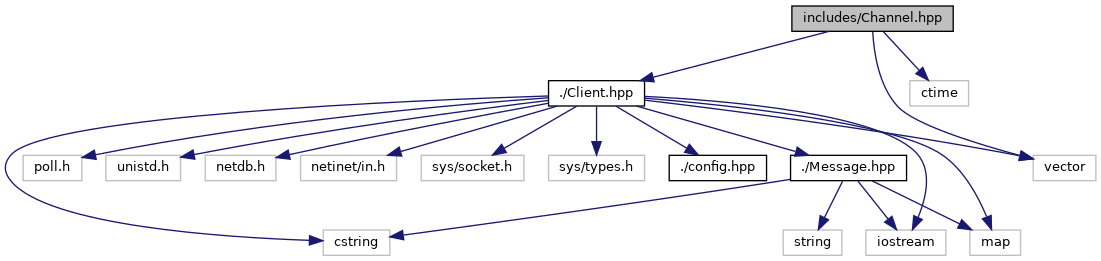 includes/Channel.hpp
./Client.hpp
ctime
poll.h
unistd.h
netdb.h
netinet/in.h
sys/socket.h
sys/types.h
./config.hpp
./Message.hpp
vector
cstring
string
iostream
map